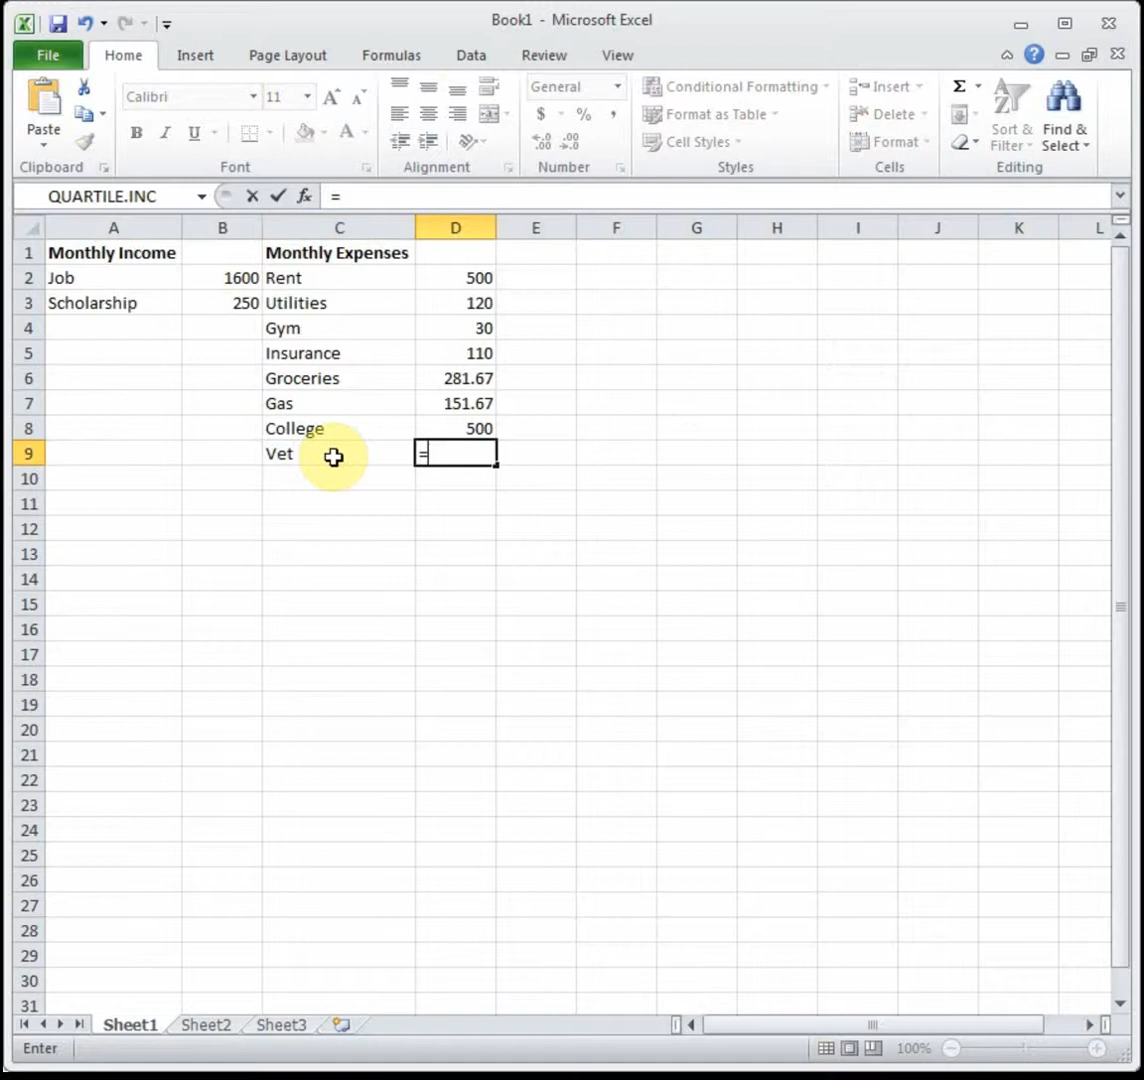 Book1 - Microsoft Excel
File Home Insert Page Layout Formulas Data Review View
Paste
Calibri 11
B I U A
General
$ % ,
Conditional Formatting
Format as Table
Cell Styles
Insert
Delete
Format
Σ
Sort & Filter
Find & Select
Clipboard Font Alignment Number Styles Cells Editing
QUARTILE.INC fx =
A B C D E F G H I J K L
1 Monthly Income Monthly Expenses
2 Job 1600 Rent 500
3 Scholarship 250 Utilities 120
4 Gym 30
5 Insurance 110
6 Groceries 281.67
7 Gas 151.67
8 College 500
9 Vet =
10
11
12
13
14
15
16
17
18
19
20
21
22
23
24
25
26
27
28
29
30
31
Sheet1 Sheet2 Sheet3
Enter 100%